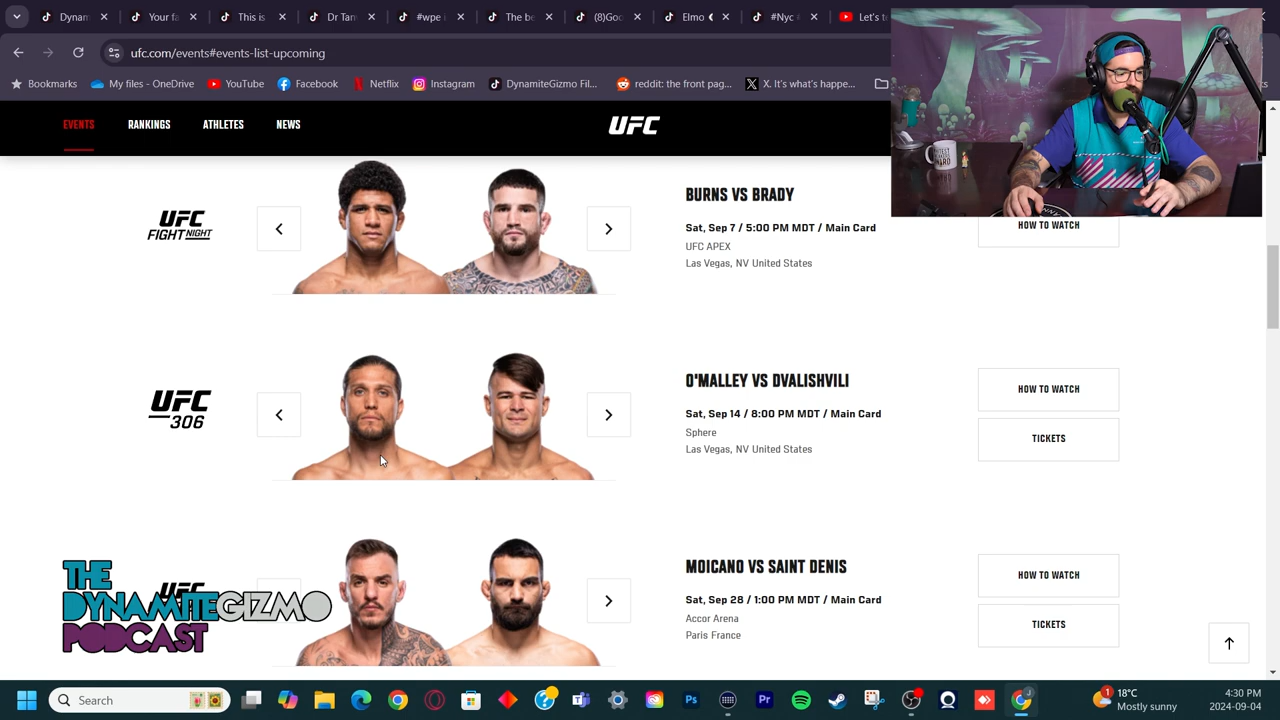 Your fa
This is
Dr Tam
#wpe
The be
(8)Goo
Elmo
#Nyc
Let's to
ufc.com/events#events-list-upcoming
Bookmarks My files - OneDrive YouTube Facebook Netflix Instagram DynamiteGizmo Fil... reddit: the front pag... X. It's what's happe...
EVENTS RANKINGS ATHLETES NEWS UFC
UFC
FIGHT NIGHT
BURNS VS BRADY
Sat, Sep 7 / 5:00 PM MDT / Main Card
UFC APEX
Las Vegas, NV United States
HOW TO WATCH
UFC
306
O'MALLEY VS DVALISHVILI
Sat, Sep 14 / 8:00 PM MDT / Main Card
Sphere
Las Vegas, NV United States
HOW TO WATCH
TICKETS
UFC
MOICANO VS SAINT DENIS
Sat, Sep 28 / 1:00 PM MDT / Main Card
Accor Arena
Paris France
HOW TO WATCH
TICKETS
THE
DYNAMITEGIZMO
PODCAST
Search
1
18°C
Mostly sunny
4:30 PM
2024-09-04